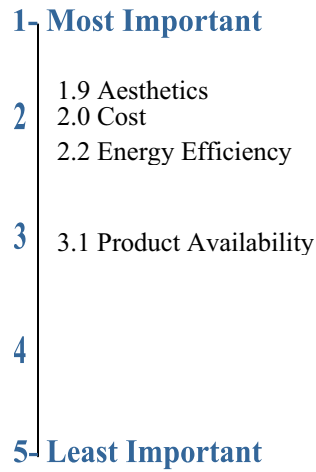 1- Most Important
1.9 Aesthetics
2
2.0 Cost
2.2 Energy Efficiency
3
3.1 Product Availability
4
5- Least Important